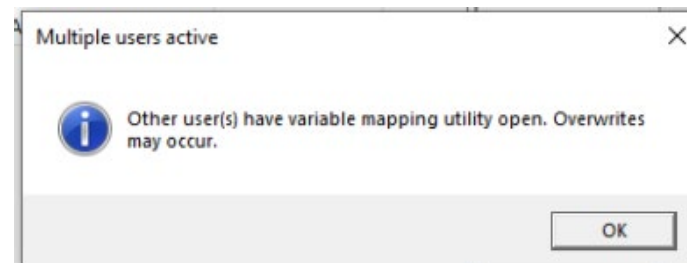 Multiple users active
Other user(s) have variable mapping utility open. Overwrites
may occur.
OK